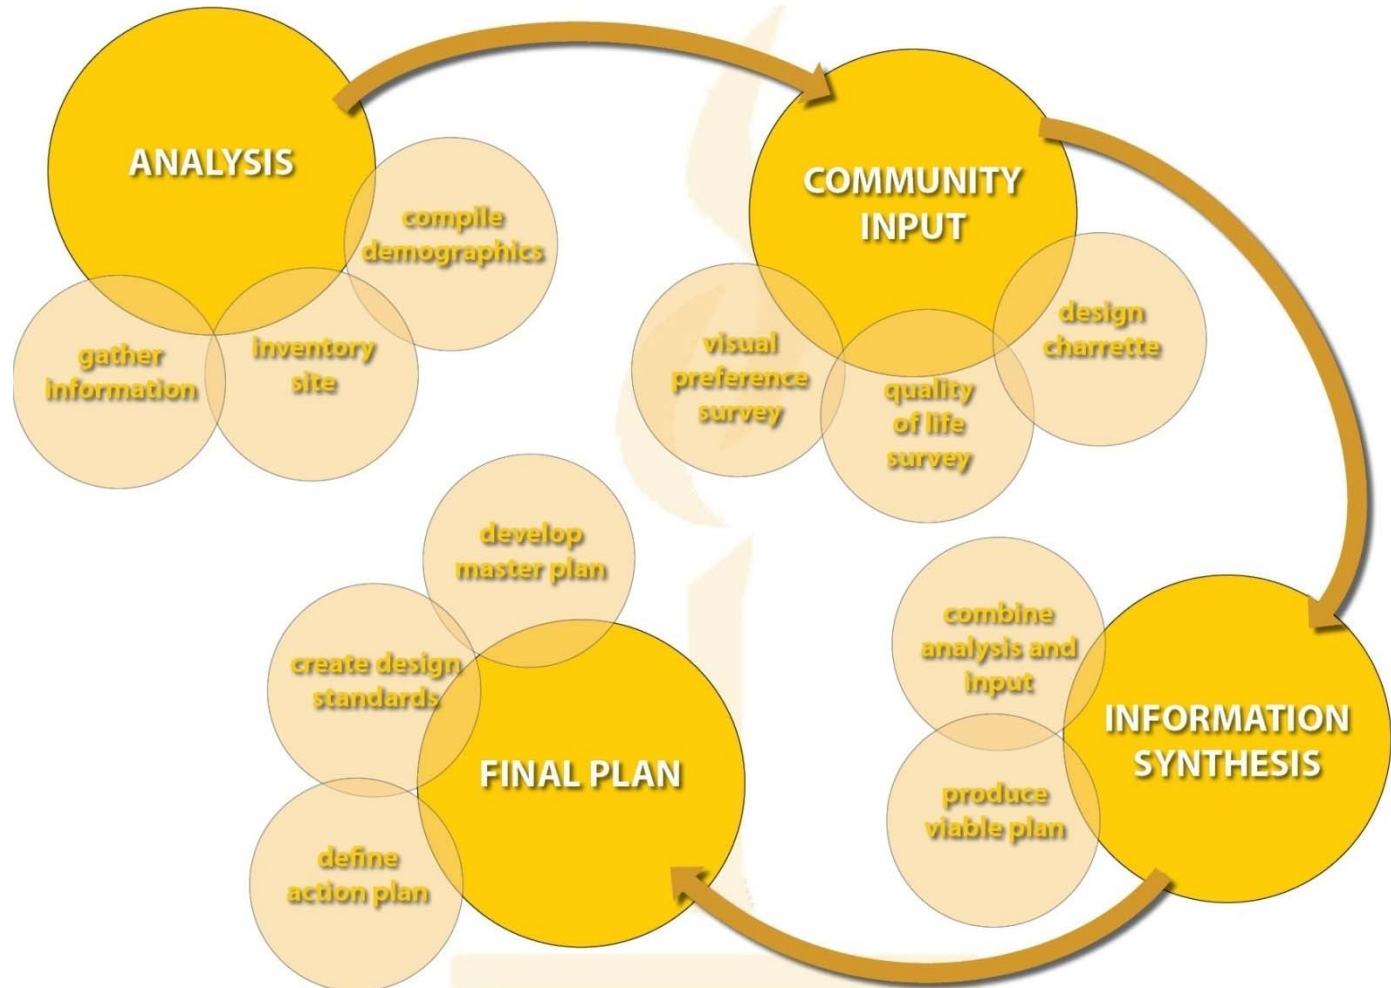 ANALYSIS
compile
demographics
inventory
site
gather
information
COMMUNITY
INPUT
visual
preference
survey
quality
of life
survey
design
charrette
INFORMATION
SYNTHESIS
combine
analysis and
input
produce
viable plan
FINAL PLAN
develop
master plan
create design
standards
define
action plan